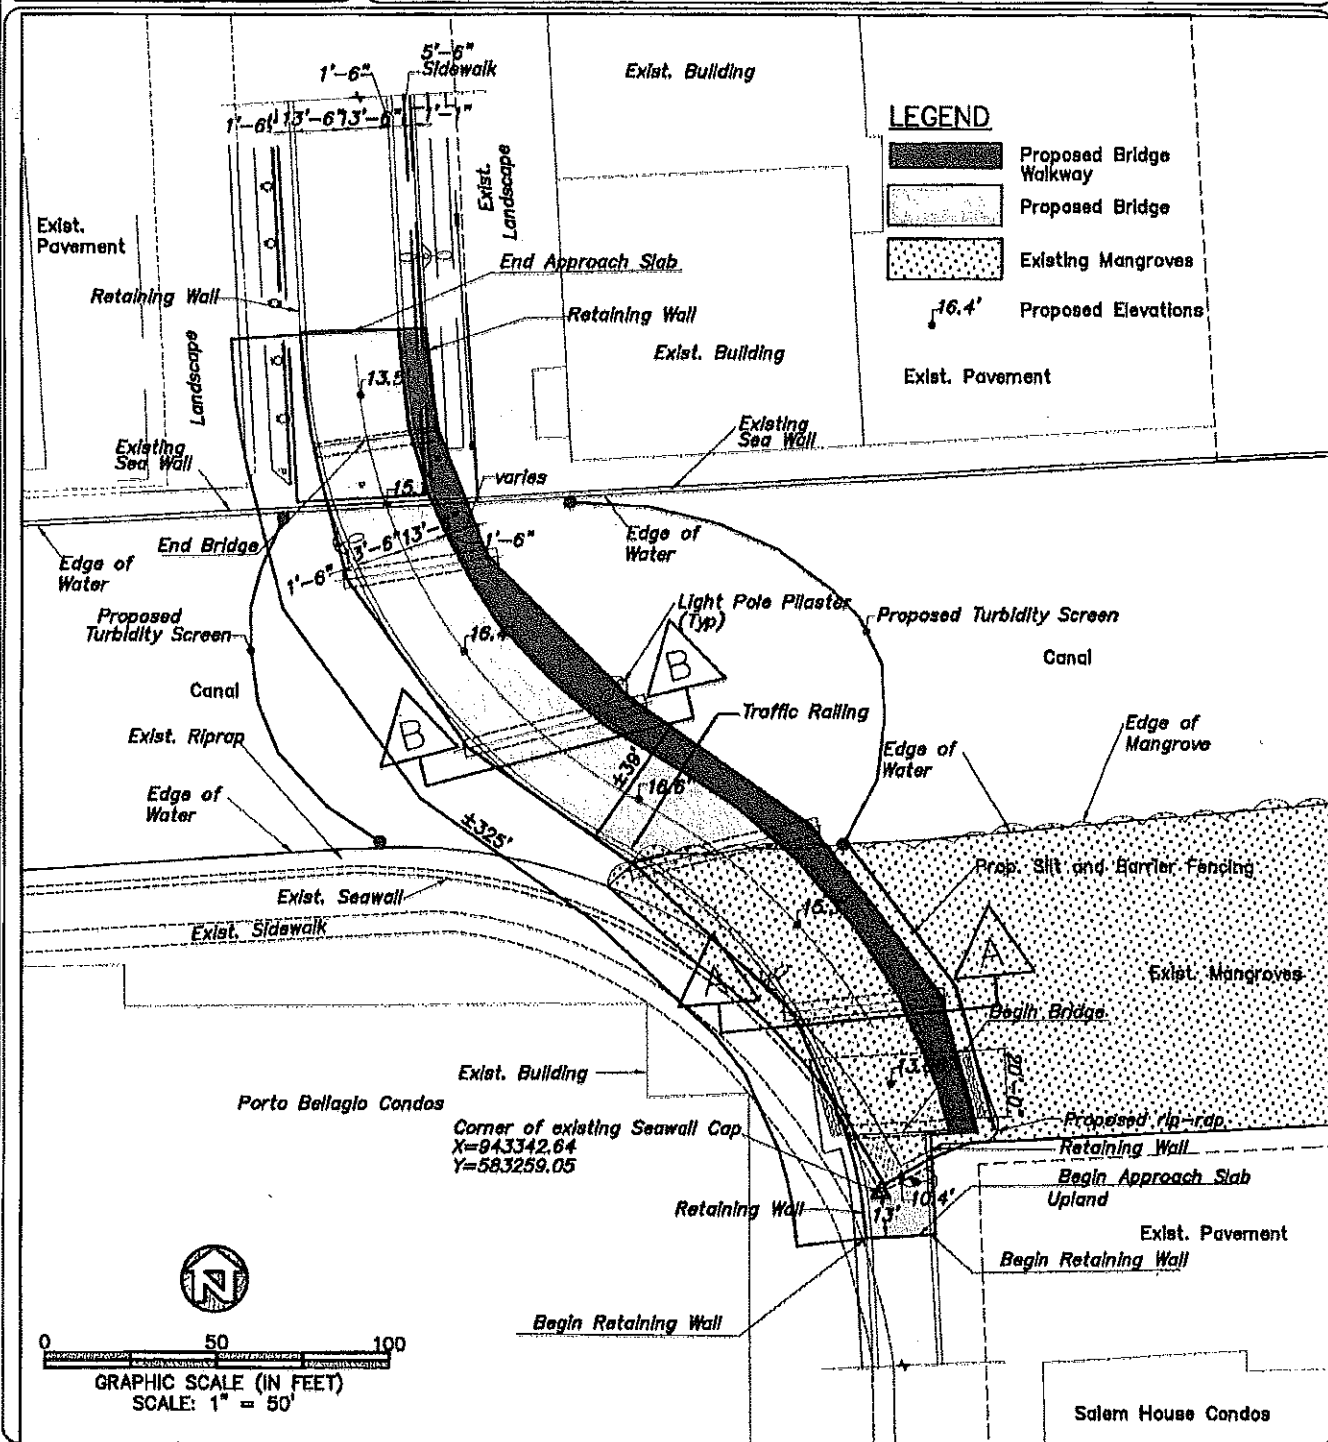 5'-6"
Sidewalk
1'-6"
1'-6"
13'-6"
13'-6"
1'-1"
Exist. Building
LEGEND
Proposed Bridge
Walkway
Proposed Bridge
Existing Mangroves
16.4'
Proposed Elevations
Exist.
Pavement
Exist.
Landscape
End Approach Slab
Retaining Wall
Retaining Wall
Exist. Building
Exist. Pavement
Landscape
13.5
Existing
Sea Wall
Existing
Sea Wall
varies
15.
End Bridge
Edge of
Water
Edge of
Water
3'-6"
13'-
1'-6"
1'-6"
Proposed
Turbidity Screen
Light Pole Pilaster
(Typ)
Proposed Turbidity Screen
16.4
Canal
Canal
B
B
Traffic Railing
Exist. Riprap
Edge of
Mangrove
Edge of
Water
±39'
16.6
Edge of
Water
±325'
Prop. Silt and Barrier Fencing
Exist. Seawall
Exist. Sidewalk
15.
A
A
Exist. Mangroves
Begin Bridge
Exist. Building
13.
20'-0"
Porto Bellagio Condos
Corner of existing Seawall Cap
X=943342.64
Y=583259.05
Proposed rip-rap
Retaining Wall
Begin Approach Slab
Upland
Retaining Wall
10.4'
13'
Exist. Pavement
Begin Retaining Wall
Begin Retaining Wall
N
0 50 100
GRAPHIC SCALE (IN FEET)
SCALE: 1" = 50'
Salem House Condos